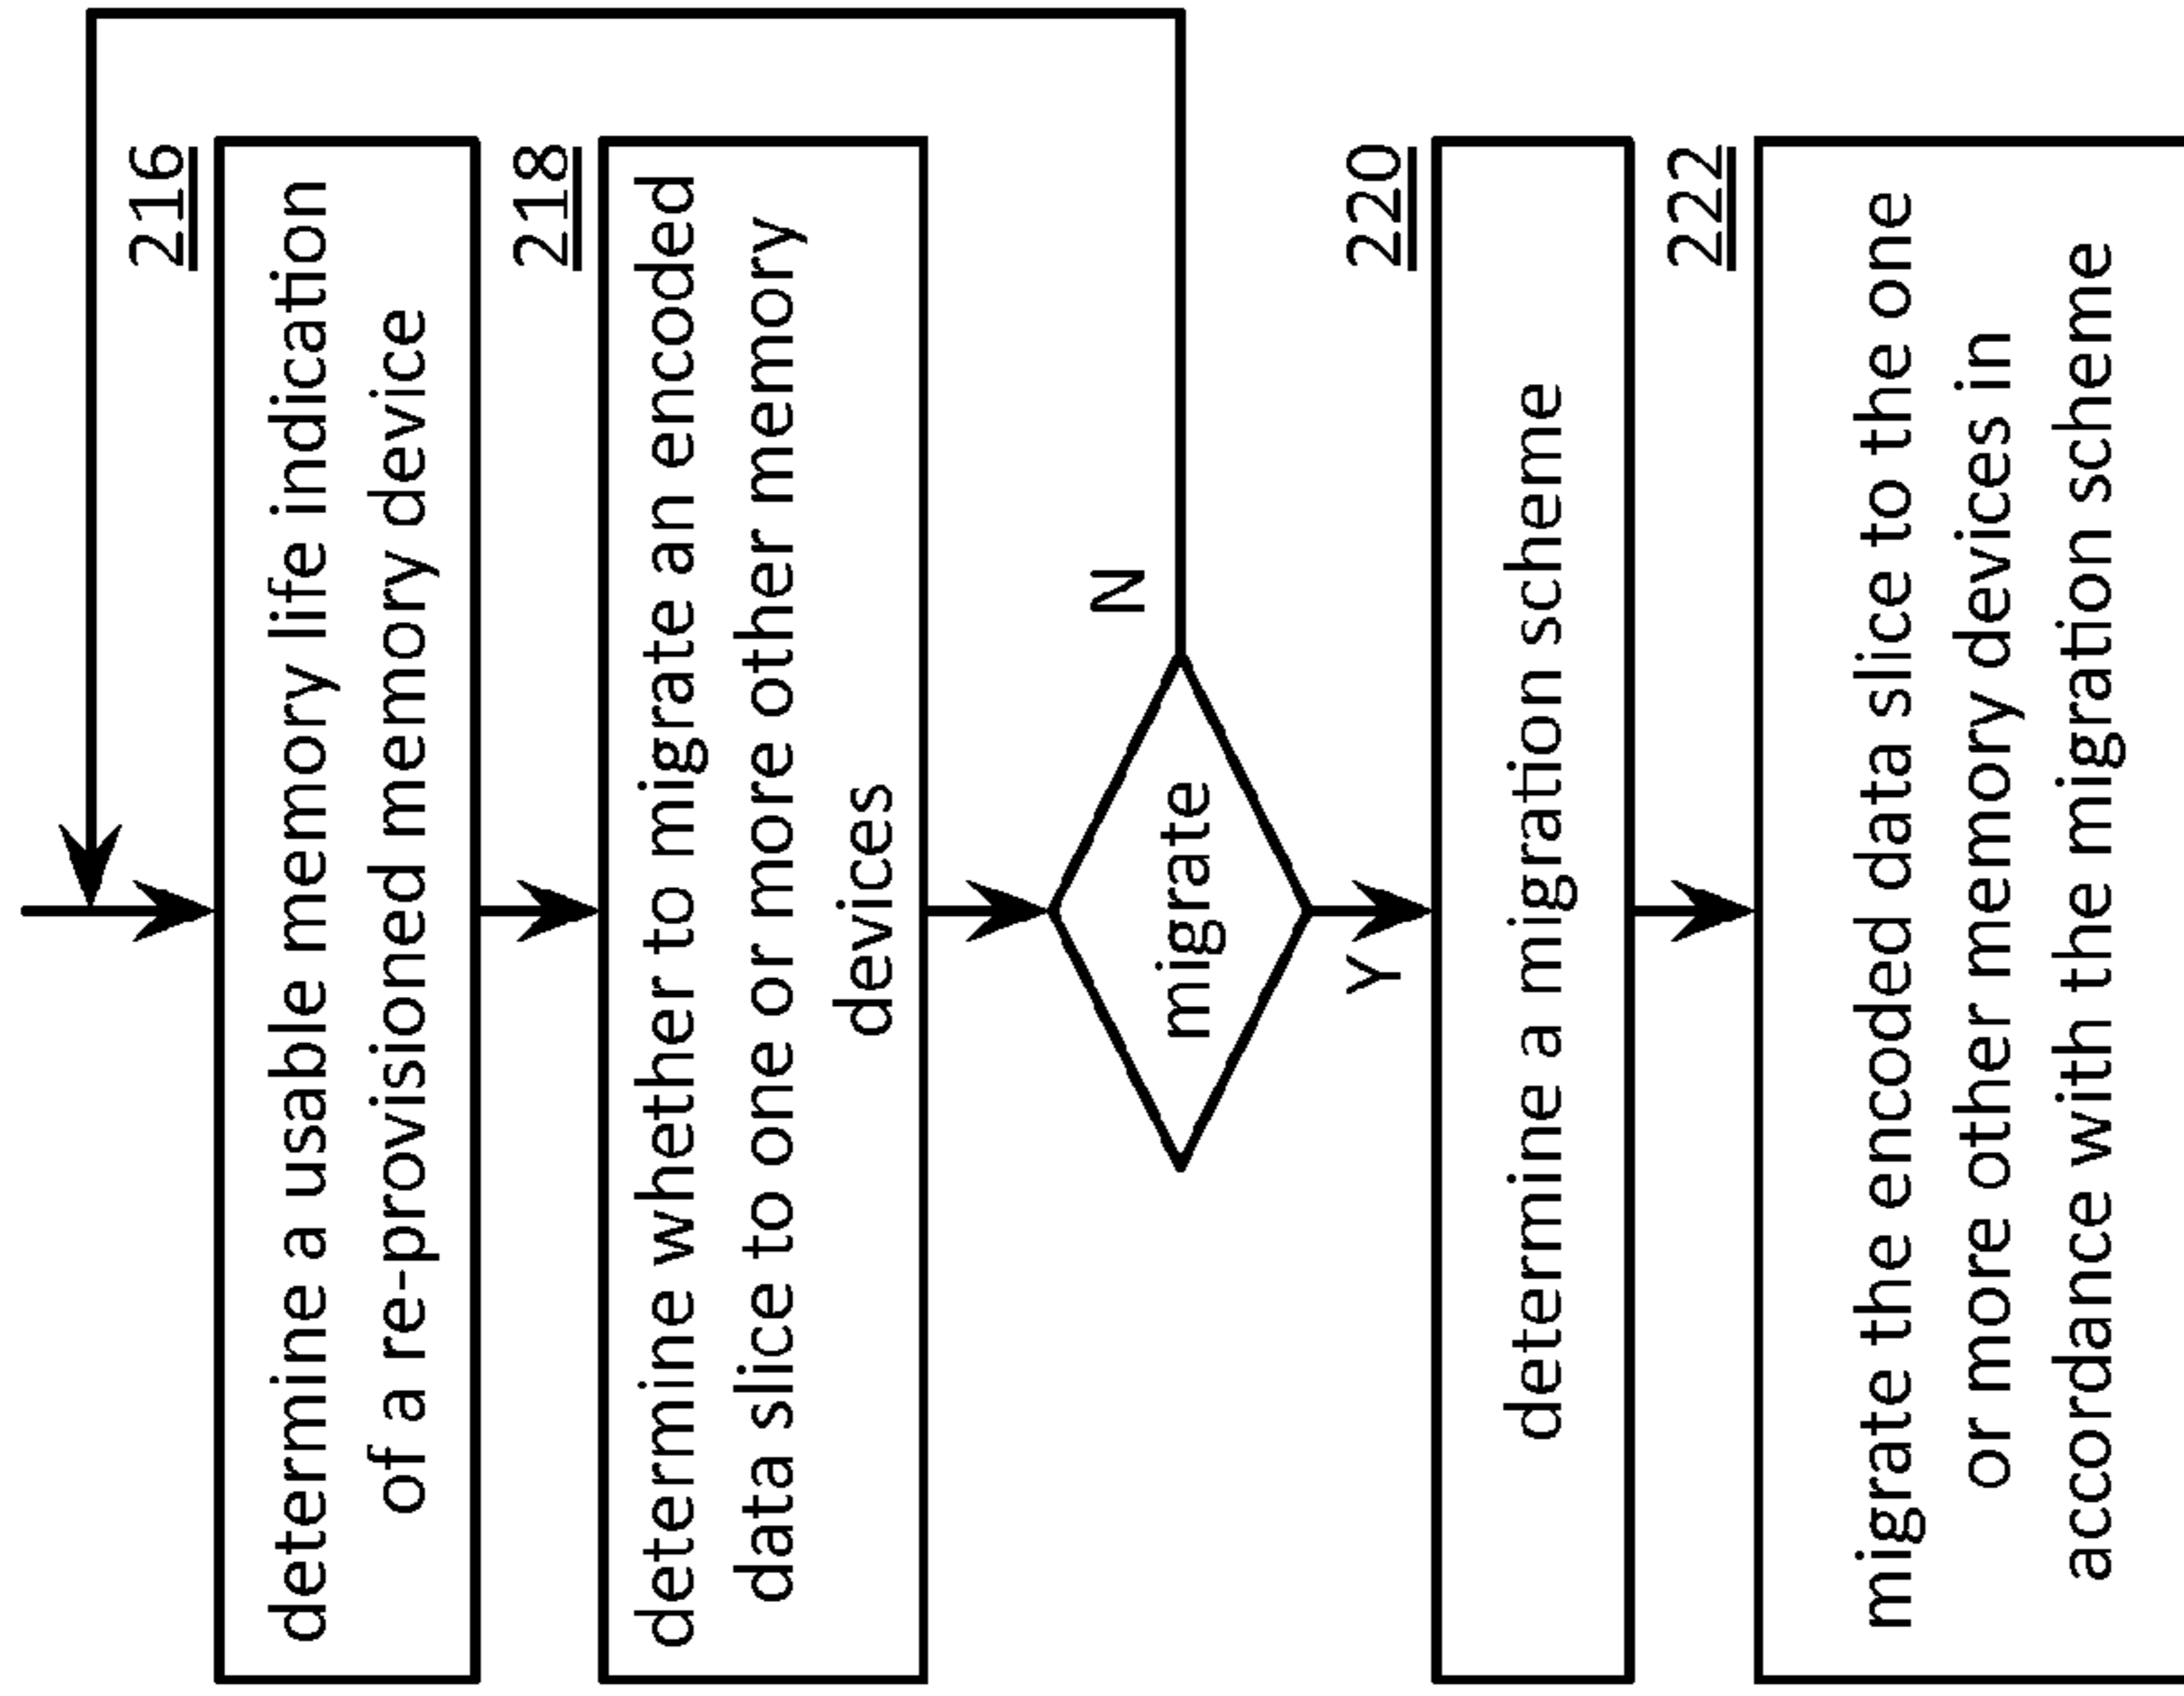 216
determine a usable memory life indication
of a re-provisioned memory device
218
determine whether to migrate an encoded
data slice to one or more other memory
devices
migrate
N
Y
220
determine a migration scheme
222
migrate the encoded data slice to the one
or more other memory devices in
accordance with the migration scheme